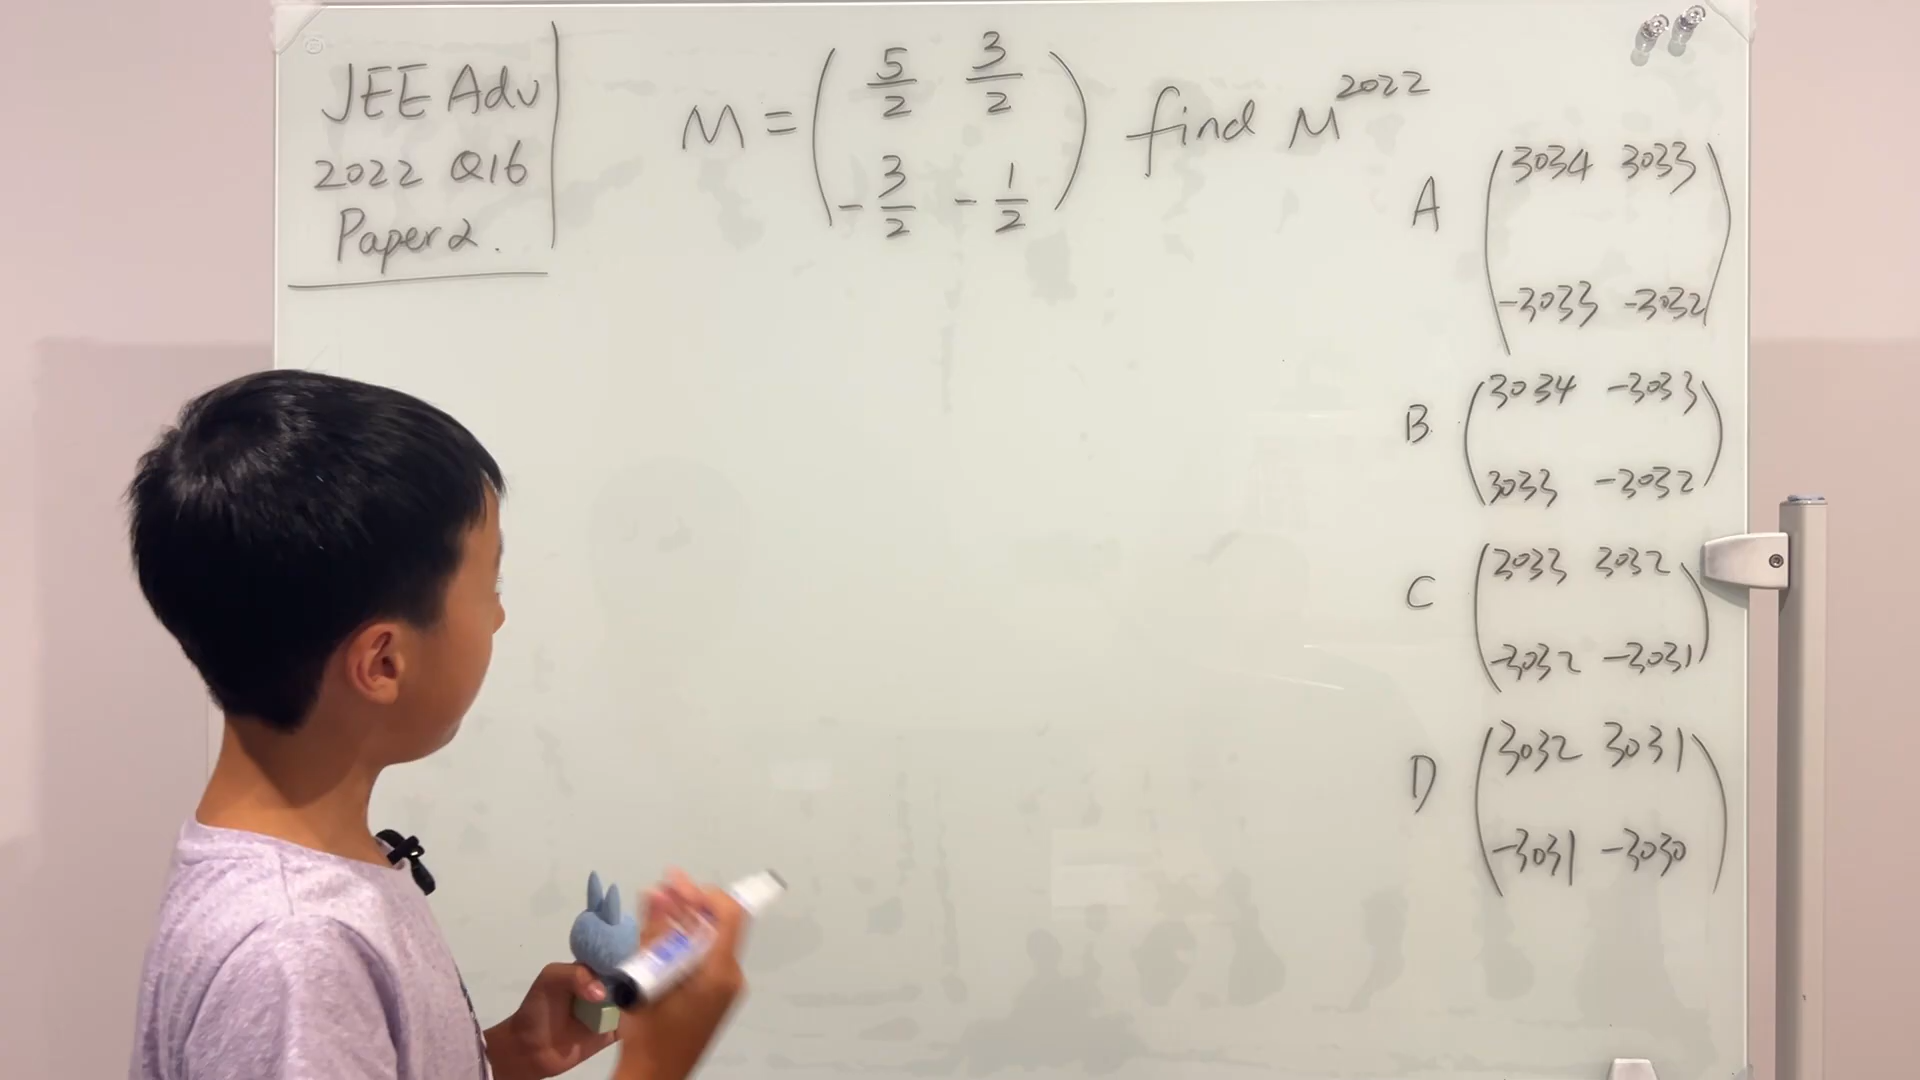 JEE Adv
2022 Q16
Paper 2.
M = ( 5/2 3/2
-3/2 -1/2 ) find M^2022
A ( 3034 3033
-3033 -3032 )
B. ( 3034 -3033
3033 -3032 )
C ( 3033 3032
-3032 -3031 )
D ( 3032 3031
-3031 -3030 )